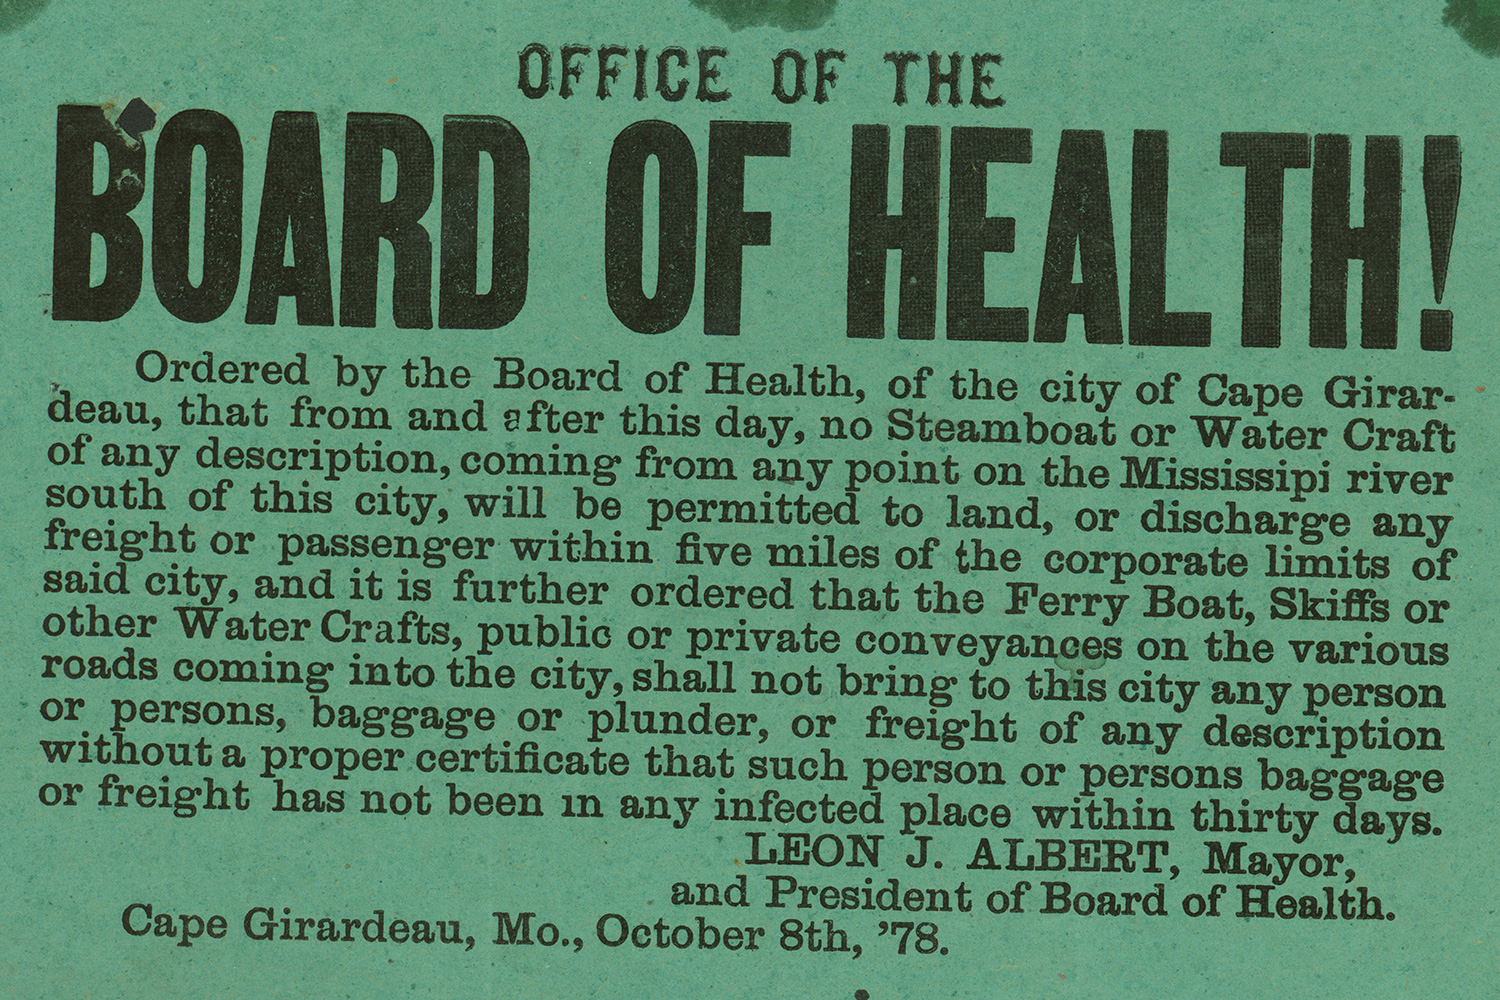 OFFICE OF THE
BOARD OF HEALTH!
Ordered by the Board of Health, of the city of Cape Girar-
deau, that from and after this day, no Steamboat or Water Craft
of any description, coming from any point on the Mississipi river
south of this city, will be permitted to land, or discharge any
freight or passenger within five miles of the corporate limits of
said city, and it is further ordered that the Ferry Boat, Skiffs or
other Water Crafts, public or private conveyances on the various
roads coming into the city, shall not bring to this city any person
or persons, baggage or plunder, or freight of any description
without a proper certificate that such person or persons baggage
or freight has not been in any infected place within thirty days.
LEON J. ALBERT, Mayor,
and President of Board of Health.
Cape Girardeau, Mo., October 8th, '78.